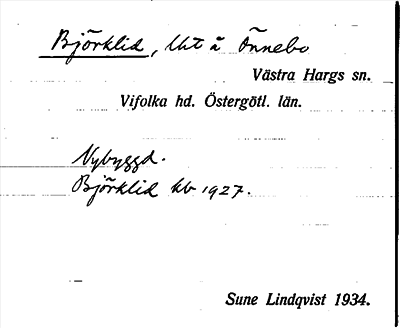 Björklid, lht å Önnebo
Västra Hargs sn.
Vifolka hd. Östergötl. län.
Nybyggd.
Björklid kb 1927.
Sune Lindqvist 1934.